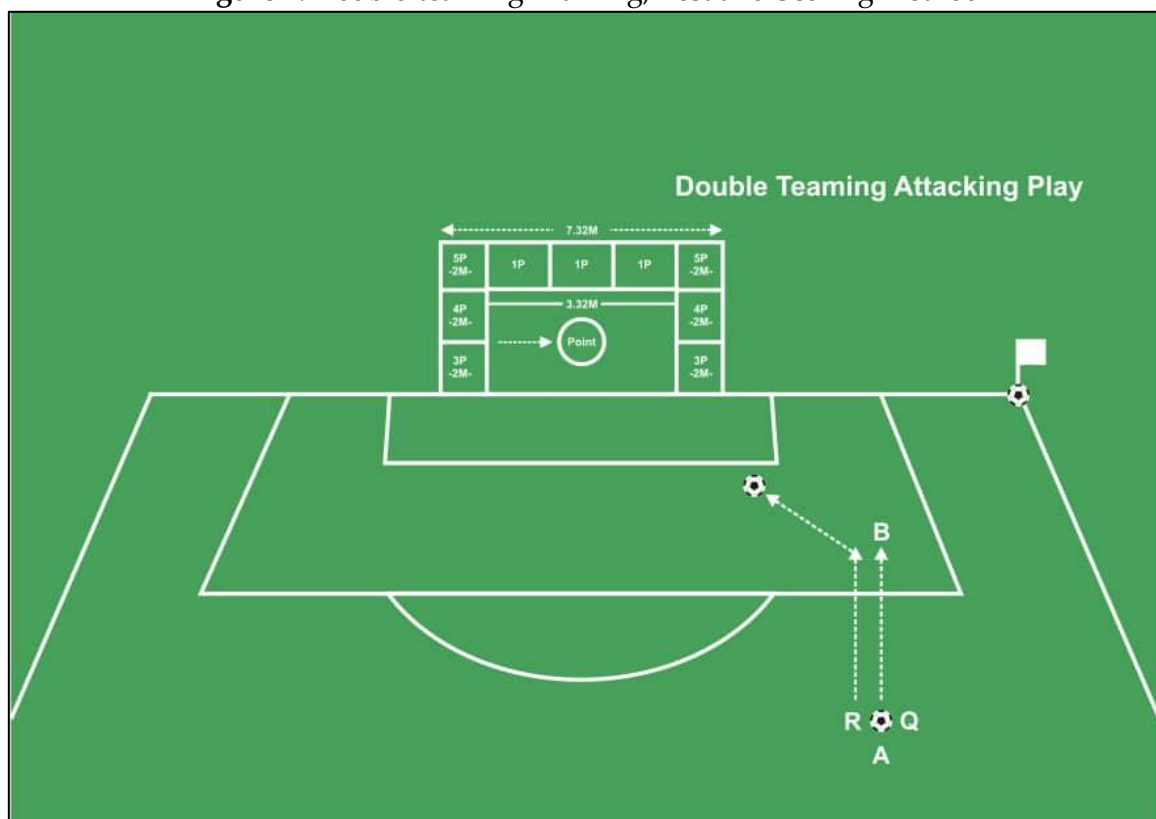 Double Teaming Attacking Play
7.32M
5P 1P 1P 1P 5P
-2M- -2M-
3.32M
4P 4P
-2M- -2M-
Point
3P 3P
-2M- -2M-
B
R Q
A